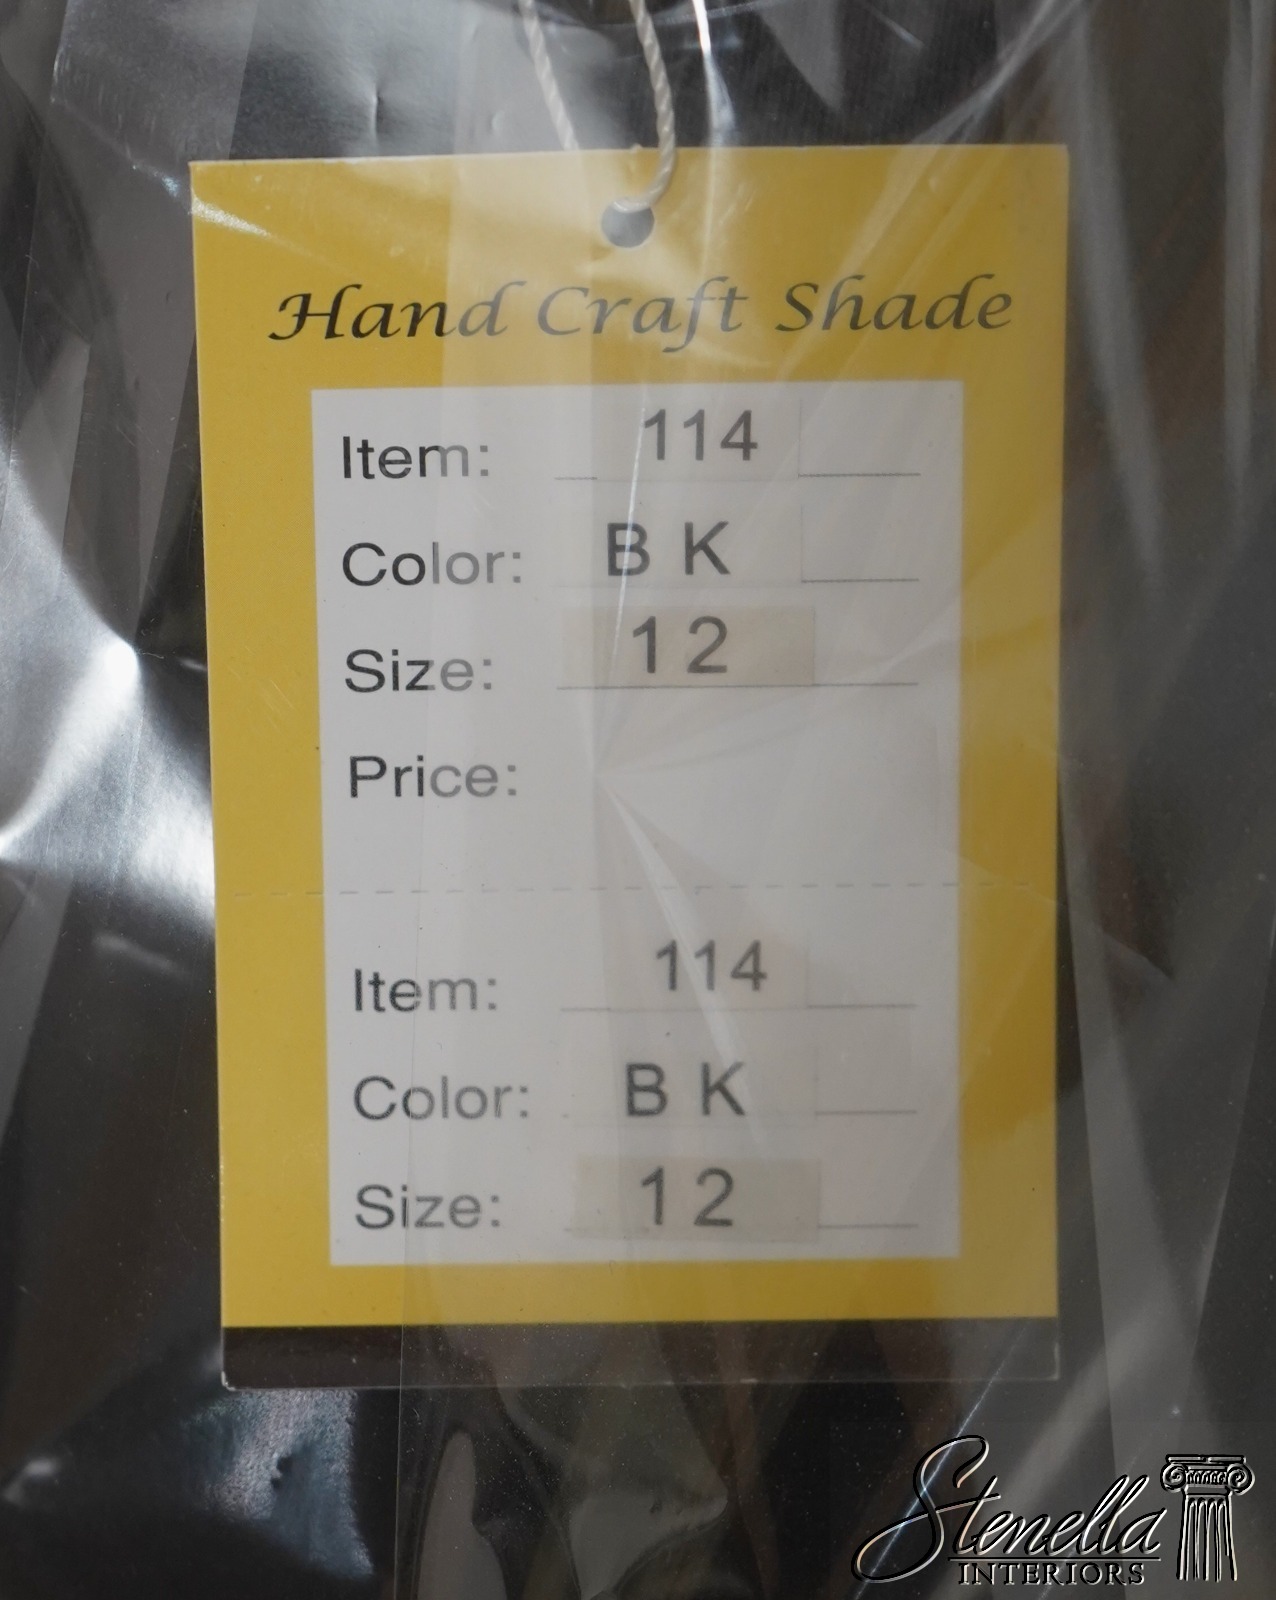 Hand Craft Shade
Item: 114
Color: B K
Size: 12
Price:
Item: 114
Color: B K
Size: 12
Stenella
INTERIORS